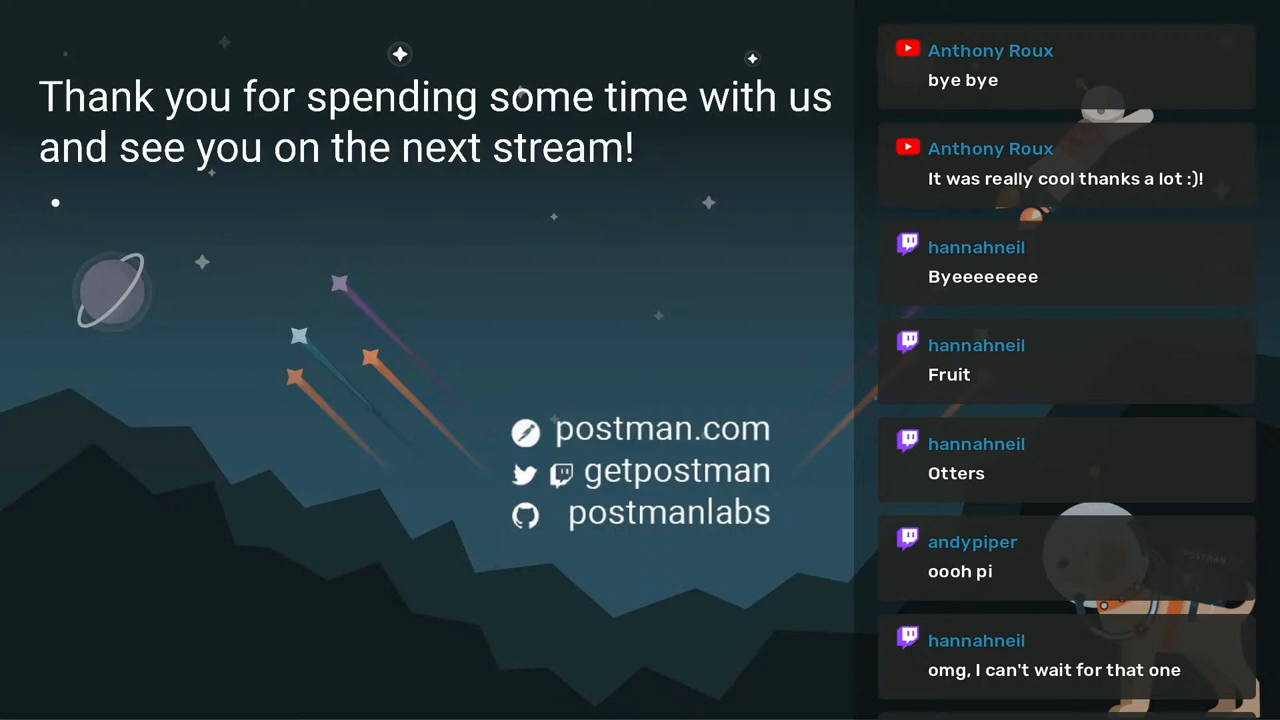 Thank you for spending some time with us
and see you on the next stream!
postman.com
getpostman
postmanlabs
Anthony Roux
bye bye
Anthony Roux
It was really cool thanks a lot :)!
hannahneil
Byeeeeeeee
hannahneil
Fruit
hannahneil
Otters
andypiper
oooh pi
POSTMAN
hannahneil
omg, I can't wait for that one